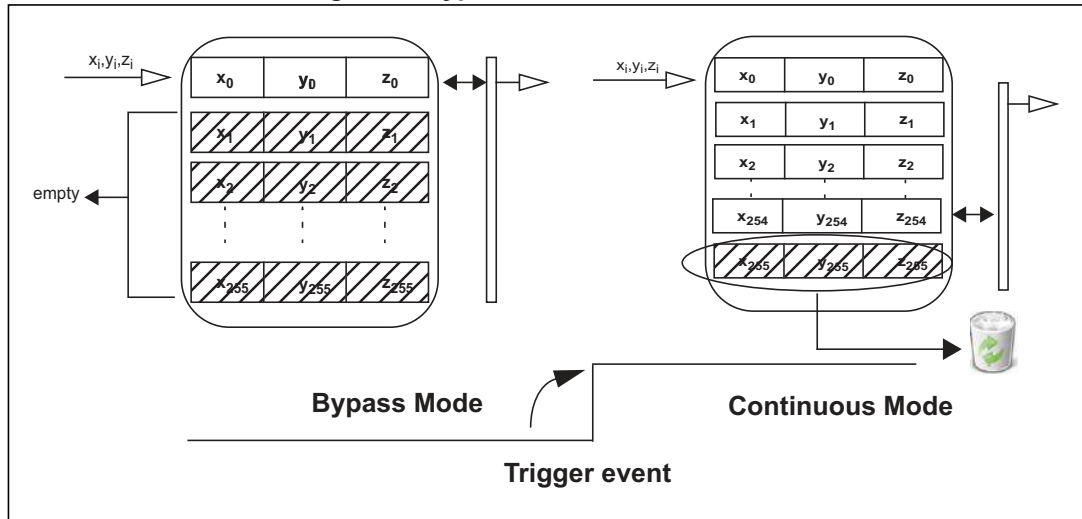 xi,yi,zi
x0 y0 z0
x1 y1 z1
x2 y2 z2
x255 y255 z255
empty
xi,yi,zi
x0 y0 z0
x1 y1 z1
x2 y2 z2
x254 y254 z254
x255 y255 z255
Bypass Mode
Continuous Mode
Trigger event